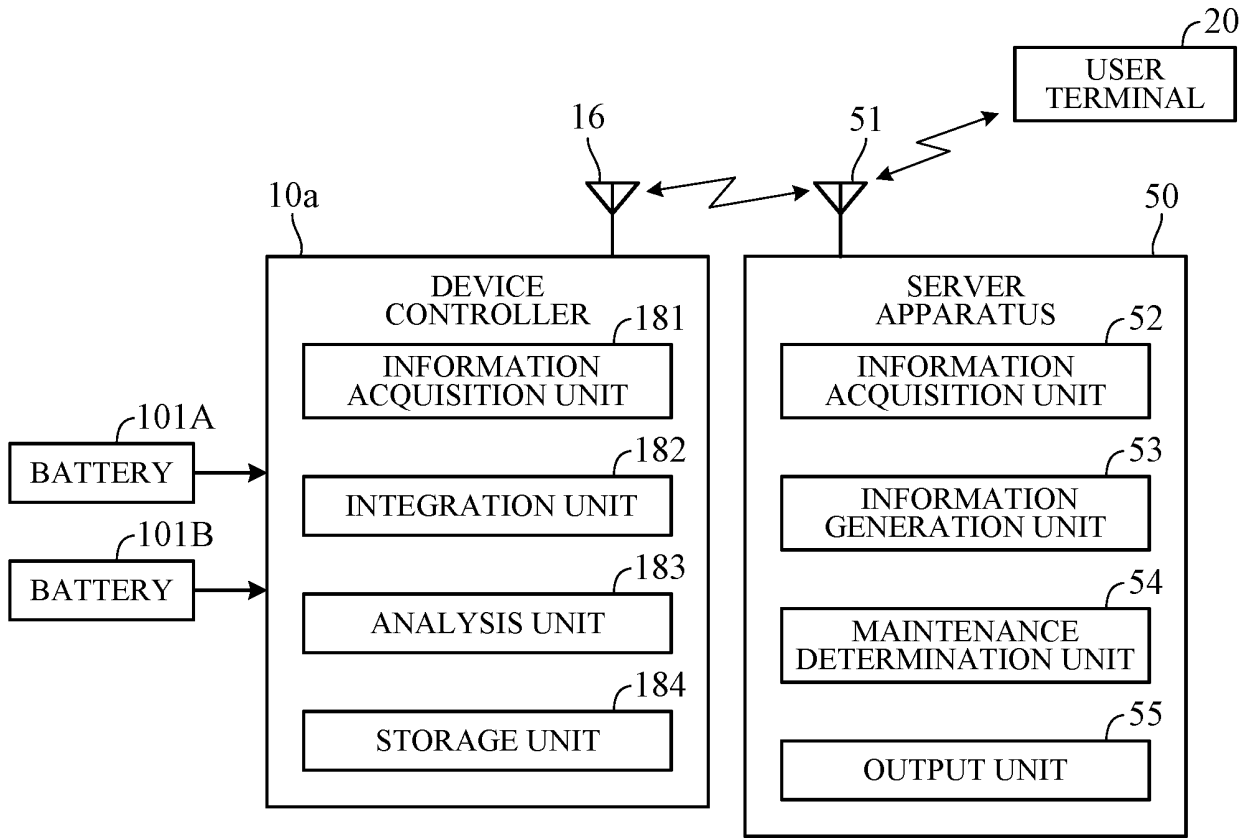 20
USER
TERMINAL
16
51
10a
50
DEVICE
CONTROLLER
181
INFORMATION
ACQUISITION UNIT
182
INTEGRATION UNIT
183
ANALYSIS UNIT
184
STORAGE UNIT
101A
BATTERY
101B
BATTERY
SERVER
APPARATUS
52
INFORMATION
ACQUISITION UNIT
53
INFORMATION
GENERATION UNIT
54
MAINTENANCE
DETERMINATION UNIT
55
OUTPUT UNIT